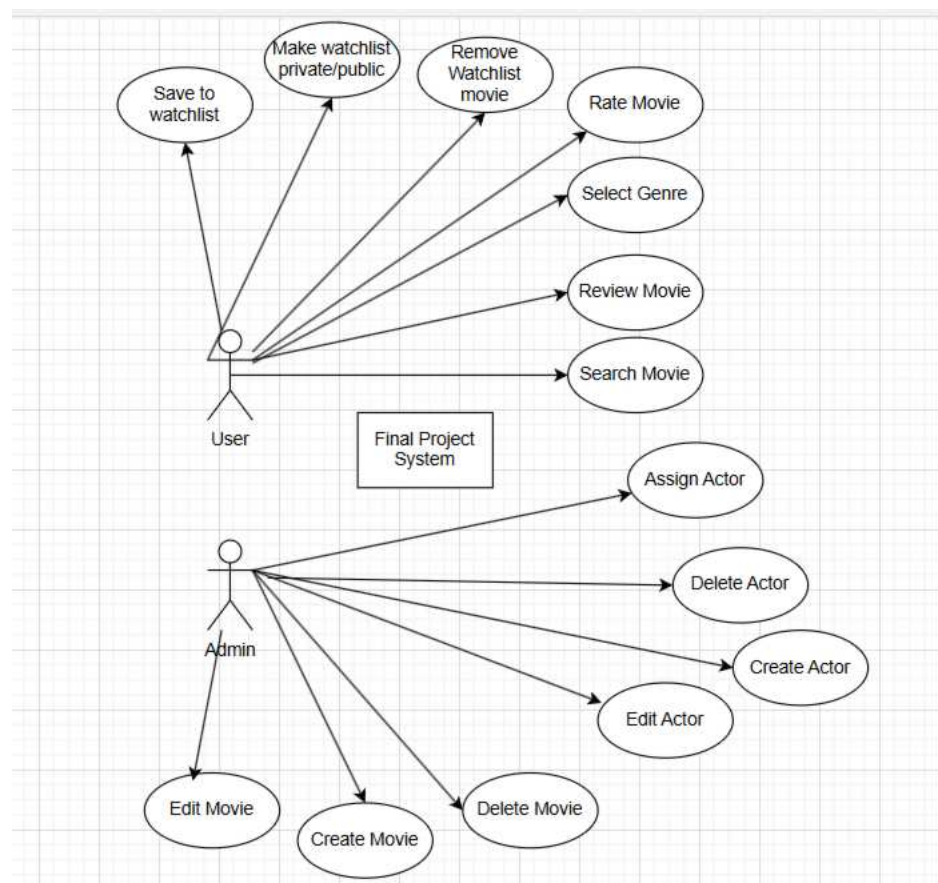 Make watchlist
private/public
Remove
Watchlist
movie
Save to
watchlist
Rate Movie
Select Genre
Review Movie
Search Movie
User
Final Project
System
Assign Actor
Delete Actor
Admin
Create Actor
Edit Actor
Edit Movie
Delete Movie
Create Movie